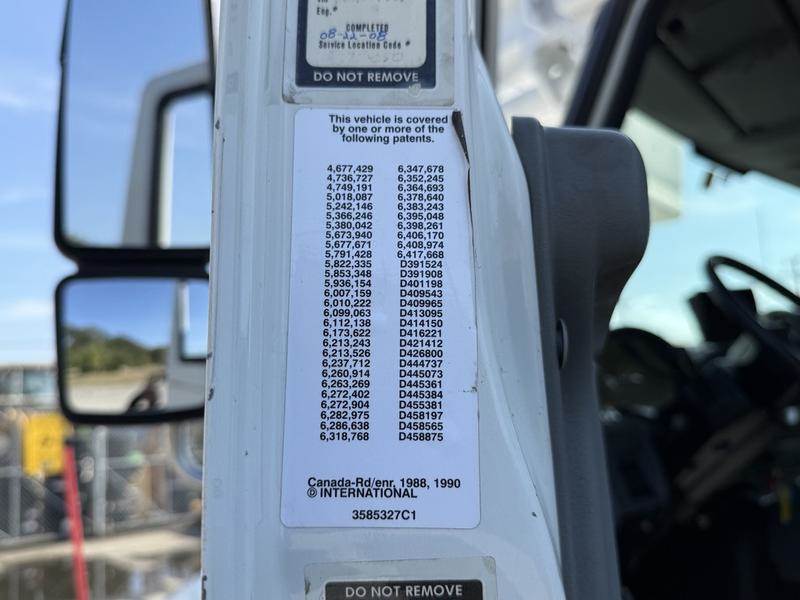 Eng.#
COMPLETED
08-22-08
Service Location Code #
DO NOT REMOVE
This vehicle is covered
by one or more of the
following patents.
4,677,429 6,347,678
4,736,727 6,352,245
4,749,191 6,364,693
5,018,087 6,378,640
5,242,146 6,383,243
5,366,246 6,395,048
5,380,042 6,398,261
5,673,940 6,406,170
5,677,671 6,408,974
5,791,428 6,417,668
5,822,335 D391524
5,853,348 D391908
5,936,154 D401198
6,007,159 D409543
6,010,222 D409965
6,099,063 D413095
6,112,138 D414150
6,173,622 D416221
6,213,243 D421412
6,213,526 D426800
6,237,712 D444737
6,260,914 D445073
6,263,269 D445361
6,272,402 D445384
6,272,904 D455381
6,282,975 D458197
6,286,638 D458565
6,318,768 D458875
Canada-Rd/enr, 1988, 1990
© INTERNATIONAL
3585327C1
DO NOT REMOVE